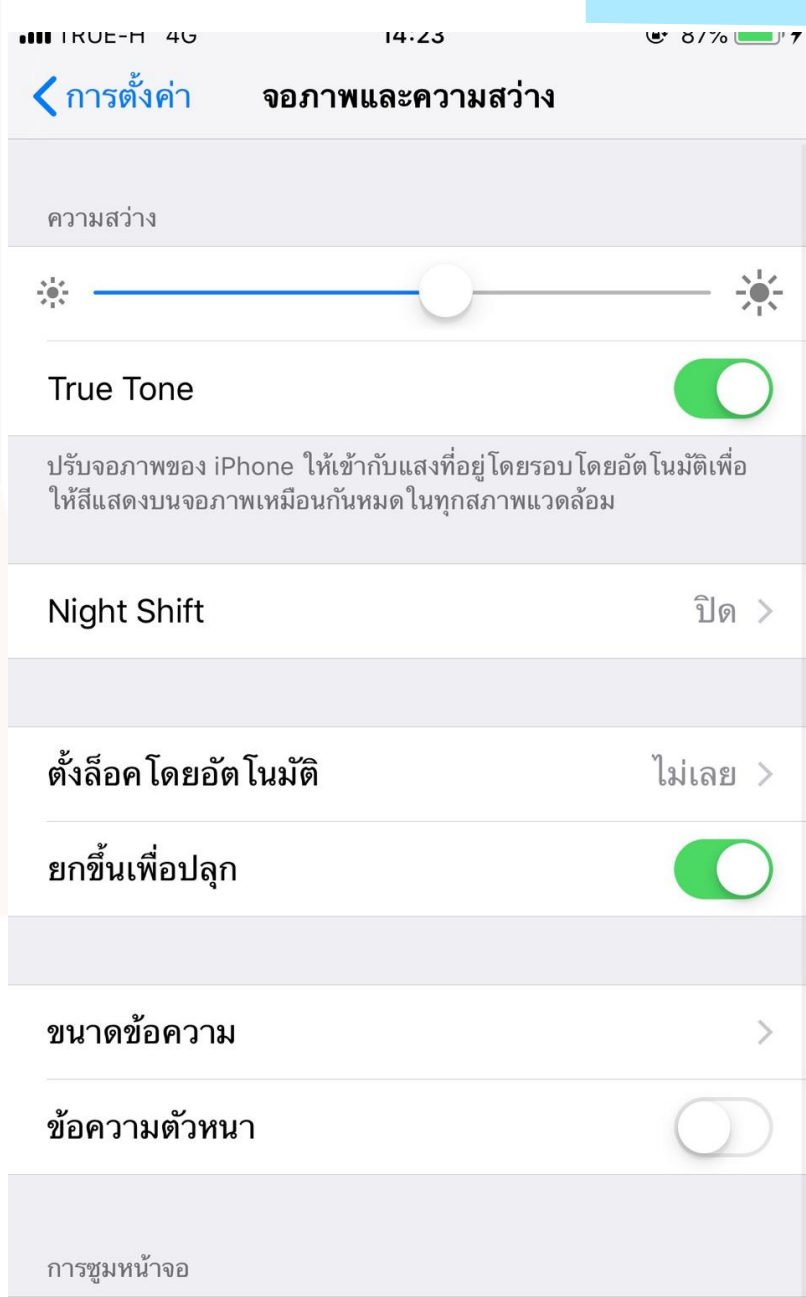 TRUE-H 4G 14:23 87%
การตั้งค่า จอภาพและความสว่าง
ความสว่าง
True Tone
ปรับจอภาพของ iPhone ให้เข้ากับแสงที่อยู่โดยรอบโดยอัตโนมัติเพื่อ
ให้สีแสดงบนจอภาพเหมือนกันหมดในทุกสภาพแวดล้อม
Night Shift ปิด
ตั้งล็อคโดยอัตโนมัติ ไม่เลย
ยกขึ้นเพื่อปลุก
ขนาดข้อความ
ข้อความตัวหนา
การซูมหน้าจอ